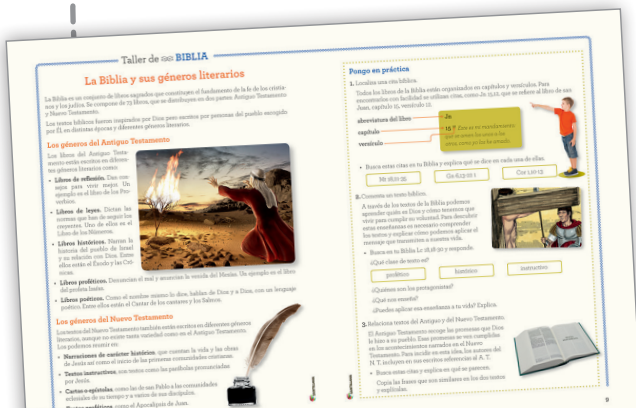 Taller de BIBLIA
La Biblia y sus géneros literarios
La Biblia es un conjunto de libros sagrados que constituyen el fundamento de la fe de los cristia-
nos y los judíos. Se compone de 73 libros, que se distribuyen en dos partes: Antiguo Testamento
y Nuevo Testamento.
Los textos bíblicos fueron inspirados por Dios pero escritos por personas del pueblo escogido
por Él, en distintas épocas y diferentes géneros literarios.
Los géneros del Antiguo Testamento
Los libros del Antiguo Testa-
mento están escritos en diferen-
tes géneros literarios como:
• Libros de reflexión. Dan con-
sejos para vivir mejor. Un
ejemplo es el libro de los Pro-
verbios.
• Libros de leyes. Dictan las
normas que han de seguir los
creyentes. Uno de ellos es el
Libro de los Números.
• Libros históricos. Narran la
historia del pueblo de Israel
y su relación con Dios. Entre
ellos están el Éxodo y las Cró-
nicas.
• Libros proféticos. Denuncian el mal y anuncian la venida del Mesías. Un ejemplo es el libro
del profeta Isaías.
• Libros poéticos. Como el nombre mismo lo dice, hablan de Dios y a Dios, con un lenguaje
poético. Entre ellos están el Cantar de los cantares y los Salmos.
Los géneros del Nuevo Testamento
Los textos del Nuevo Testamento también están escritos en diferentes géneros
literarios, aunque no existe tanta variedad como en el Antiguo Testamento.
Los podemos reunir en:
• Narraciones de carácter histórico, que cuentan la vida y las obras
de Jesús así como el inicio de las primeras comunidades cristianas.
• Textos instructivos, son textos como las parábolas pronunciadas
por Jesús.
• Cartas o epístolas, como las de san Pablo a las comunidades
eclesiales de su tiempo y a varios de sus discípulos.
• Textos proféticos, como el Apocalipsis de Juan.
Pongo en práctica
1. Localiza una cita bíblica.
Todos los libros de la Biblia están organizados en capítulos y versículos. Para
encontrarlos con facilidad se utilizan citas, como Jn 15,12, que se refiere al libro de san
Juan, capítulo 15, versículo 12.
abreviatura del libro
Jn
capítulo
15
versículo
Este es mi mandamiento:
que se amen los unos a los
otros, como yo los he amado.
• Busca estas citas en tu Biblia y explica qué se dice en cada una de ellas.
2. Comenta un texto bíblico.
A través de los textos de la Biblia podemos
aprender quién es Dios y cómo tenemos que
vivir para cumplir su voluntad. Para descubrir
estas enseñanzas es necesario comprender
los textos y explicar cómo podemos aplicar el
mensaje que transmiten a nuestra vida.
• Busca en tu Biblia Lc 18,28-30 y responde.
¿Qué clase de texto es?
profético
histórico
instructivo
¿Quiénes son los protagonistas?
¿Qué nos enseña?
¿Puedes aplicar esa enseñanza a tu vida? Explica.
3. Relaciona textos del Antiguo y del Nuevo Testamento.
El Antiguo Testamento recoge las promesas que Dios
le hizo a su pueblo. Esas promesas se ven cumplidas
en los acontecimientos narrados en el Nuevo
Testamento. Para incidir en esta idea, los autores del
N. T. incluyen en sus escritos referencias al A. T.
• Busca estas citas y explica en qué se parecen.
Copia las frases que son similares en los dos textos
y explícalas.
9